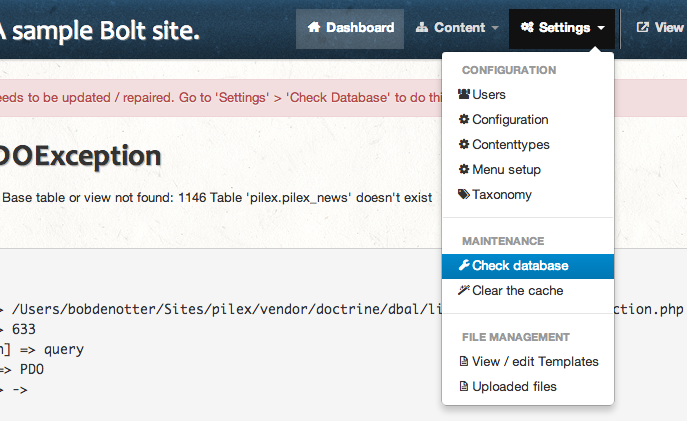 A sample Bolt site.
Dashboard
Content
Settings
View
eeds to be updated / repaired. Go to 'Settings' > 'Check Database' to do thi
DOException
Base table or view not found: 1146 Table 'pilex.pilex_news' doesn't exist
> /Users/bobdenotter/Sites/pilex/vendor/doctrine/dbal/li
ction.php
> 633
n] => query
=> PDO
> ->
CONFIGURATION
Users
Configuration
Contenttypes
Menu setup
Taxonomy
MAINTENANCE
Check database
Clear the cache
FILE MANAGEMENT
View / edit Templates
Uploaded files